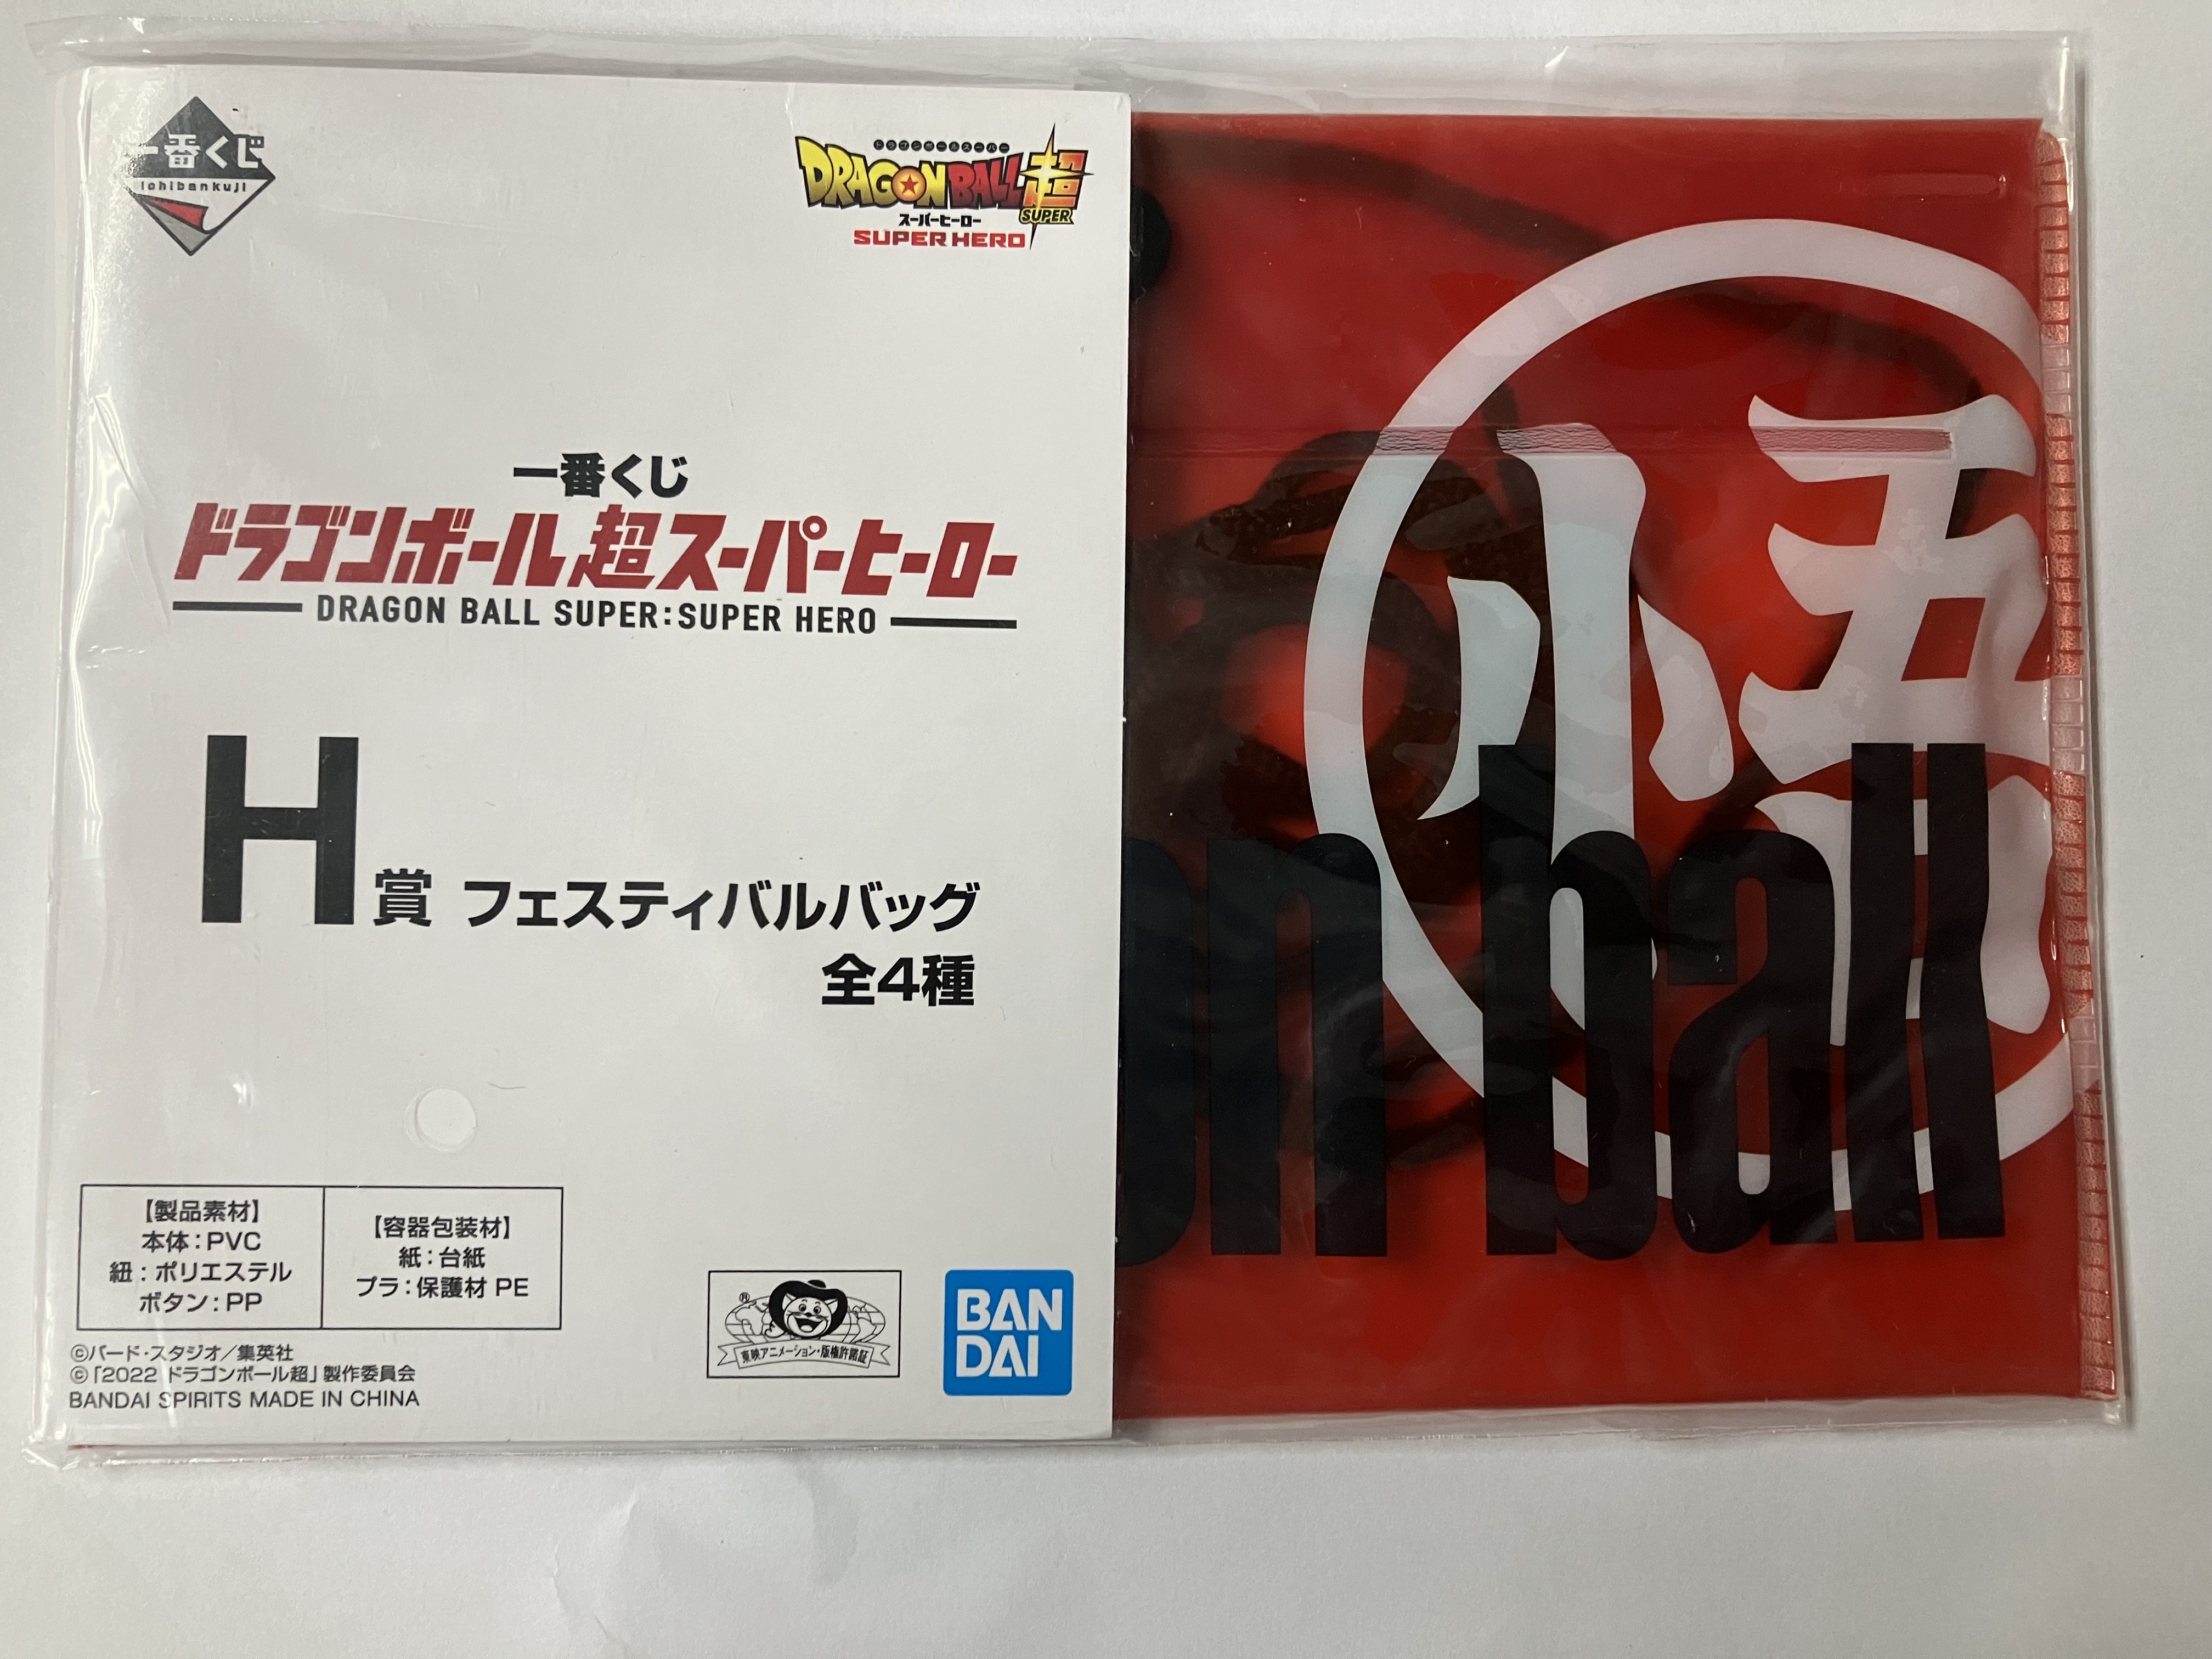 一番くじ
Ichibankuji
ドラゴンボールスーパー
DRAGON BALL 超
SUPER
スーパーヒーロー
SUPER HERO
一番くじ
ドラゴンボール超スーパーヒーロー
DRAGON BALL SUPER:SUPER HERO
H賞 フェスティバルバッグ
全4種
【製品素材】
本体:PVC
紐:ポリエステル
ボタン:PP
【容器包装材】
紙:台紙
プラ:保護材 PE
©バード・スタジオ/集英社
©「2022 ドラゴンボール超」製作委員会
BANDAI SPIRITS MADE IN CHINA
®
東映アニメーション・版権許諾証
BAN
DAI
悟
on ball